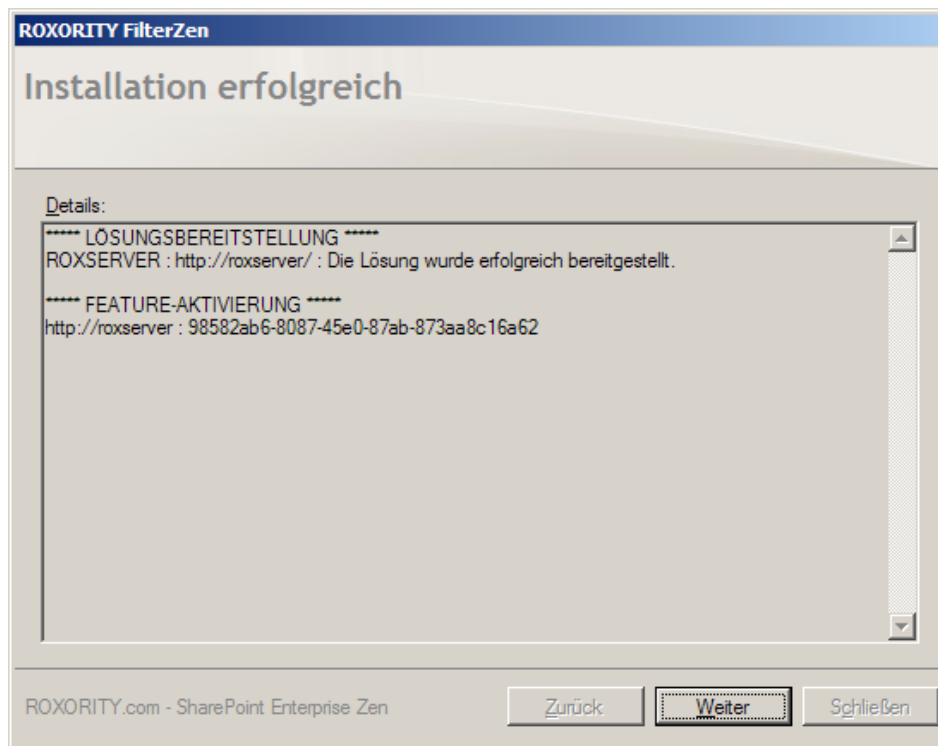 ROXORITY FilterZen
Installation erfolgreich
Details:
***** LÖSUNGSBEREITSTELLUNG *****
ROXSERVER : http://roxserver/ : Die Lösung wurde erfolgreich bereitgestellt.
***** FEATURE-AKTIVIERUNG *****
http://roxserver : 98582ab6-8087-45e0-87ab-873aa8c16a62
ROXORITY.com - SharePoint Enterprise Zen
Zurück
Weiter
Schließen